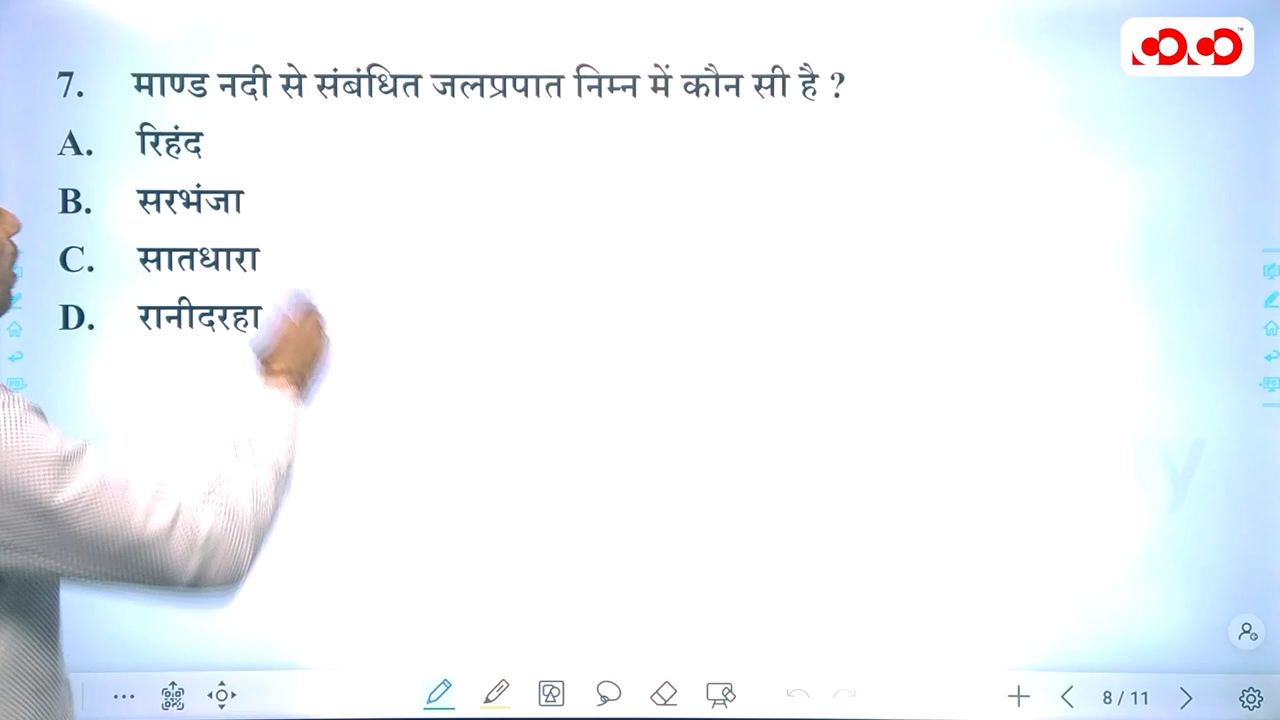 7. माण्ड नदी से संबंधित जलप्रपात निम्न में कौन सी है ?
A. रिहंद
B. सरभंजा
C. सातधारा
D. रानीदरहा
8 / 11